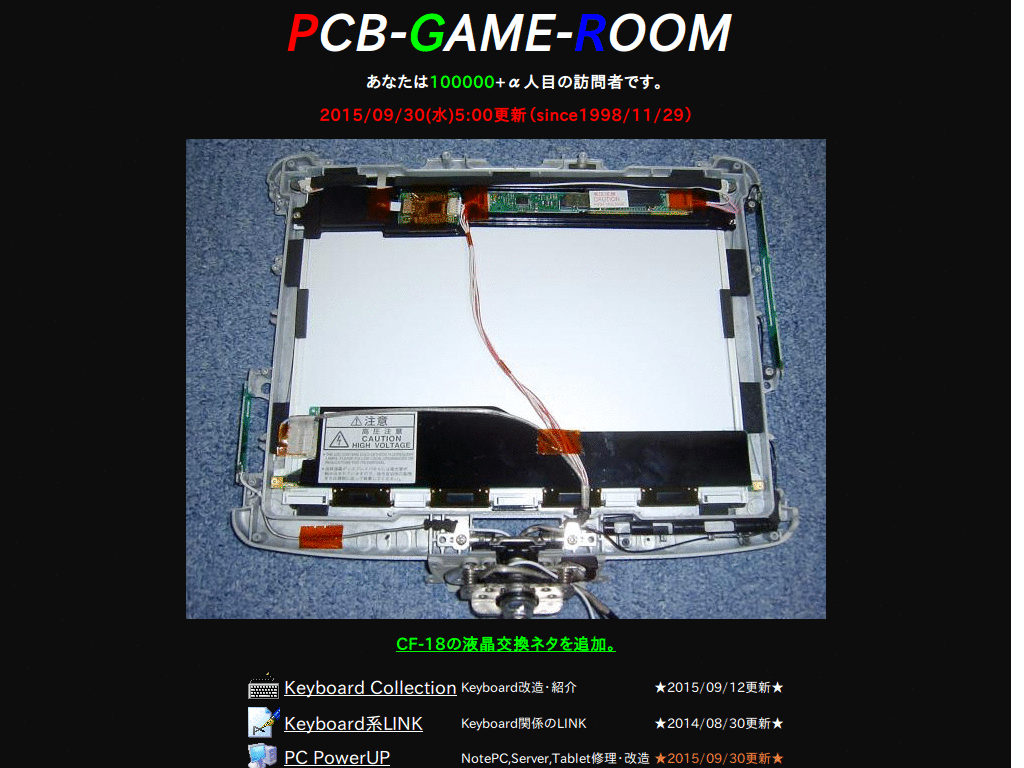 PCB-GAME-ROOM
あなたは100000+α人目の訪問者です。
2015/09/30(水)5:00更新（since1998/11/29）
注意
高圧注意
CAUTION
HIGH VOLTAGE
CF-18の液晶交換ネタを追加。
Keyboard Collection Keyboard改造・紹介 ★2015/09/12更新★
Keyboard系LINK Keyboard関係のLINK ★2014/08/30更新★
PC PowerUP NotePC,Server,Tablet修理・改造 ★2015/09/30更新★